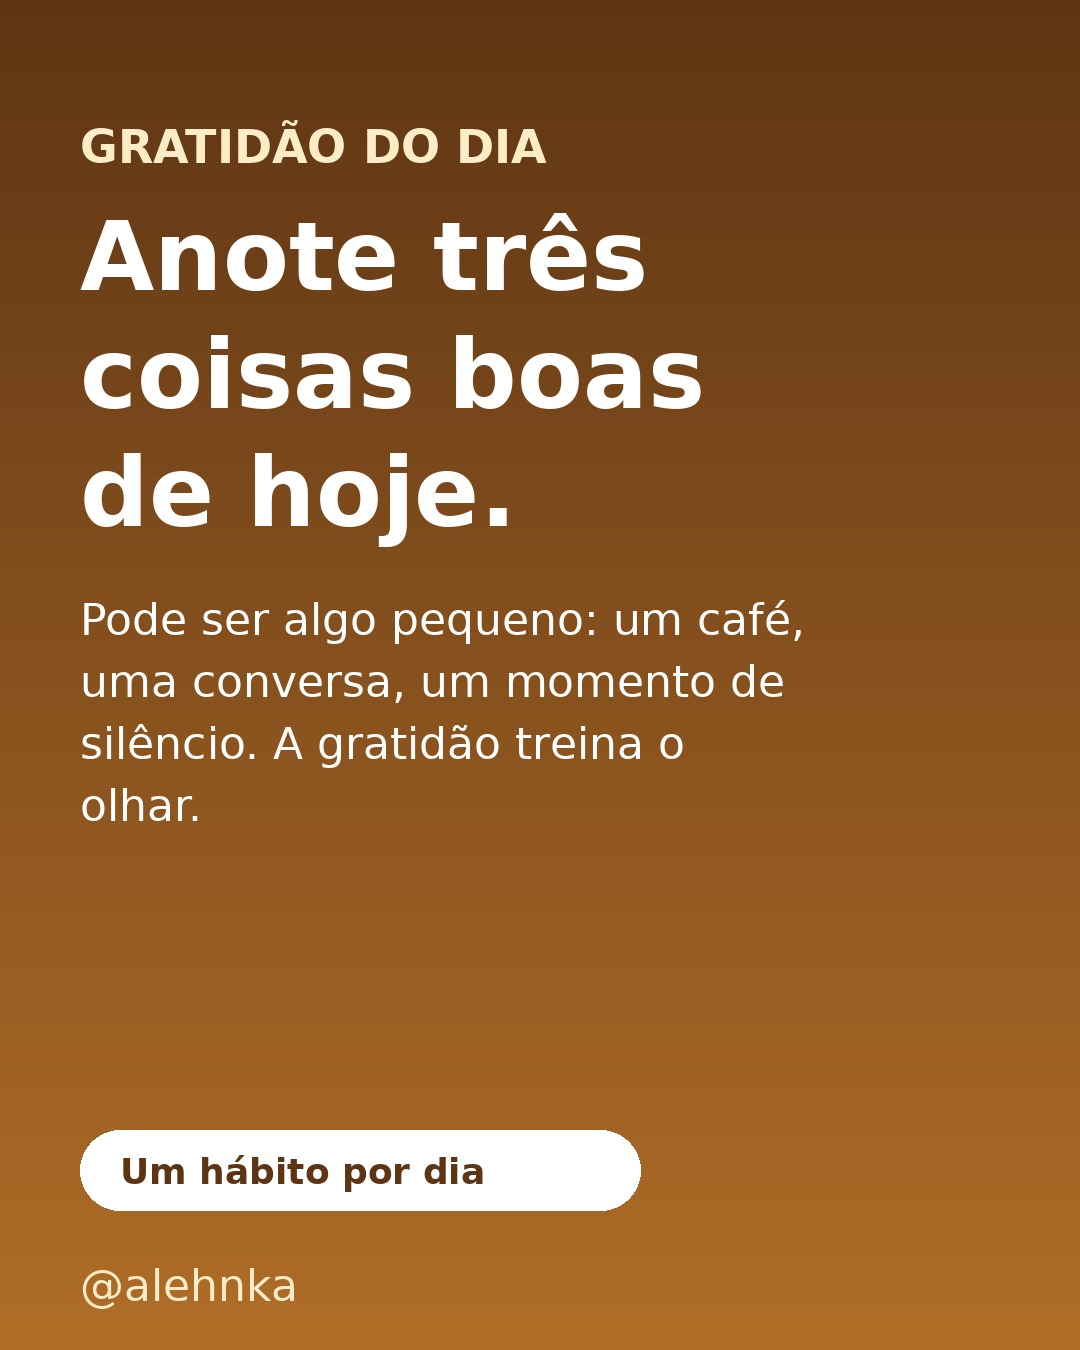 GRATIDÃO DO DIA
Anote três
coisas boas
de hoje.
Pode ser algo pequeno: um café,
uma conversa, um momento de
silêncio. A gratidão treina o
olhar.
Um hábito por dia
@alehnka